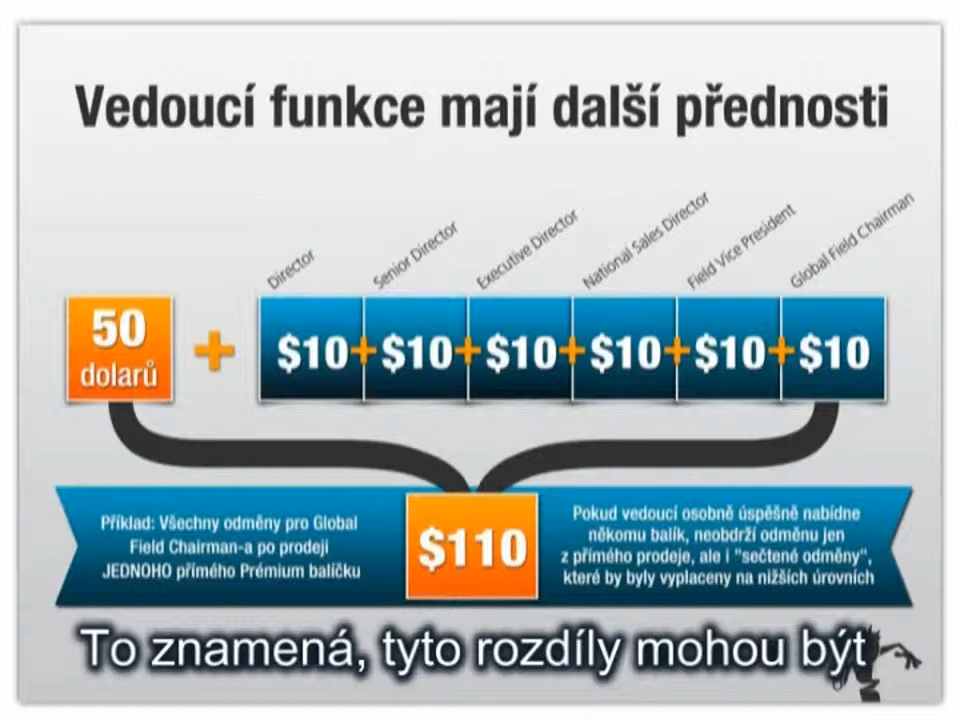 Vedoucí funkce mají další přednosti
Director
Senior Director
Executive Director
National Sales Director
Field Vice President
Global Field Chairman
50
dolarů
+
$10+$10+$10+$10+$10+$10
Příklad: Všechny odměny pro Global
Field Chairman-a po prodeji
JEDNOHO přímého Prémium balíčku
$110
Pokud vedoucí osobně úspěšně nabídne
někomu balík, neobdrží odměnu jen
z přímého prodeje, ale i "sečtené odměny",
které by byly vyplaceny na nižších úrovních
To znamená, tyto rozdíly mohou být